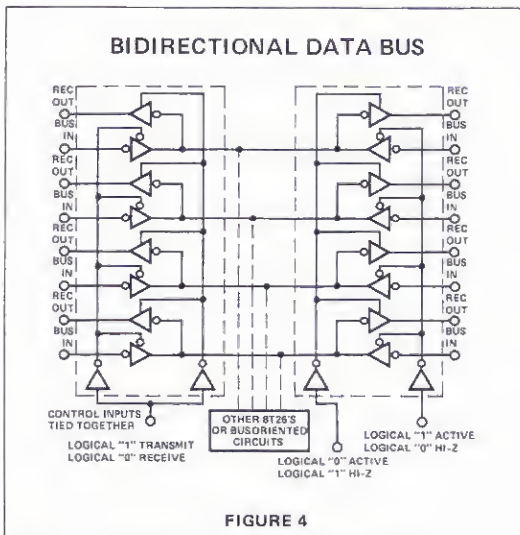 BIDIRECTIONAL DATA BUS
REC
OUT
BUS
IN
REC
OUT
BUS
IN
REC
OUT
BUS
IN
REC
OUT
BUS
IN
REC
OUT
BUS
IN
REC
OUT
BUS
IN
REC
OUT
BUS
IN
REC
OUT
BUS
IN
CONTROL INPUTS
TIED TOGETHER
LOGICAL "1" TRANSMIT
LOGICAL "0" RECEIVE
OTHER 8T26'S
OR BUSORIENTED
CIRCUITS
LOGICAL "1" ACTIVE
LOGICAL "0" HI-Z
LOGICAL "0" ACTIVE
LOGICAL "1" HI-Z
FIGURE 4